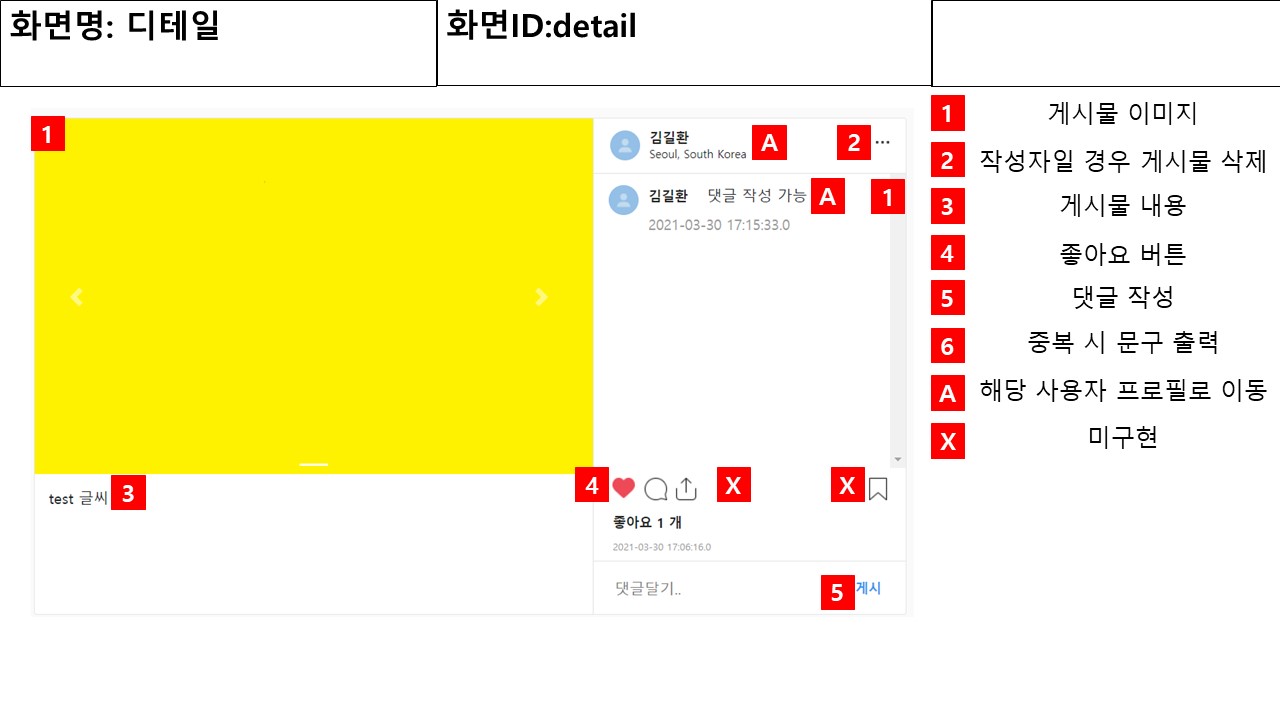 화면명: 디테일
화면ID:detail
1
김길환
Seoul, South Korea
A
2
...
김길환 댓글 작성 가능
A
1
2021-03-30 17:15:33.0
test 글씨
3
4
X
X
좋아요 1 개
2021-03-30 17:06:16.0
댓글달기..
5
게시
1 게시물 이미지
2 작성자일 경우 게시물 삭제
3 게시물 내용
4 좋아요 버튼
5 댓글 작성
6 중복 시 문구 출력
A 해당 사용자 프로필로 이동
X 미구현